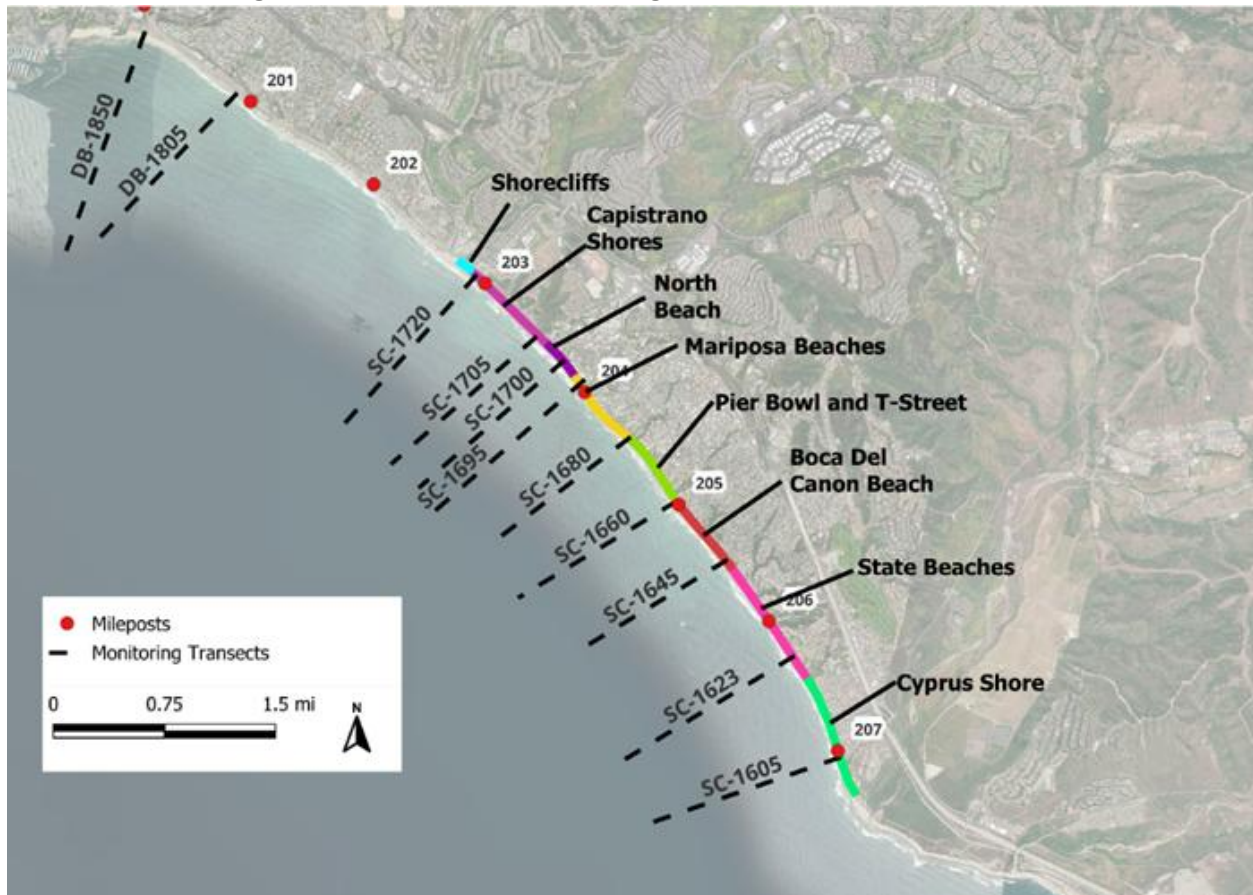 201
DB-1850
DB-1805
202
Shorecliffs
Capistrano
Shores
203
North
Beach
SC-1720
Mariposa Beaches
204
SC-1705
SC-1700
SC-1695
Pier Bowl and T-Street
SC-1680
Boca Del
Canon Beach
205
SC-1660
State Beaches
SC-1645
206
Cyprus Shore
SC-1623
207
SC-1605
Mileposts
Monitoring Transects
0 0.75 1.5 mi
N